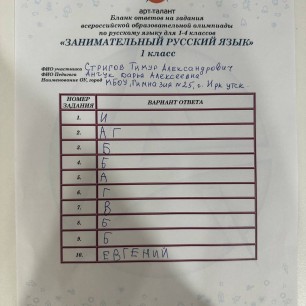 арт-талант
Бланк ответов на задания
всероссийской образовательной олимпиады
по русскому языку для 1-4 классов
«ЗАНИМАТЕЛЬНЫЙ РУССКИЙ ЯЗЫК»
1 класс
ФИО участника Стригов Тимур Александрович
ФИО Педагога Дарья Алексеевна
Наименование ОУ, город МБОУ Гимназия №25, г. Иркутск
НОМЕР ЗАДАНИЯ ВАРИАНТ ОТВЕТА
1. И
2. А Г
3. Б
4. Б
5. А
6. Г
7. В
8. Б
9. Б
10. ЕВГЕНИЙ